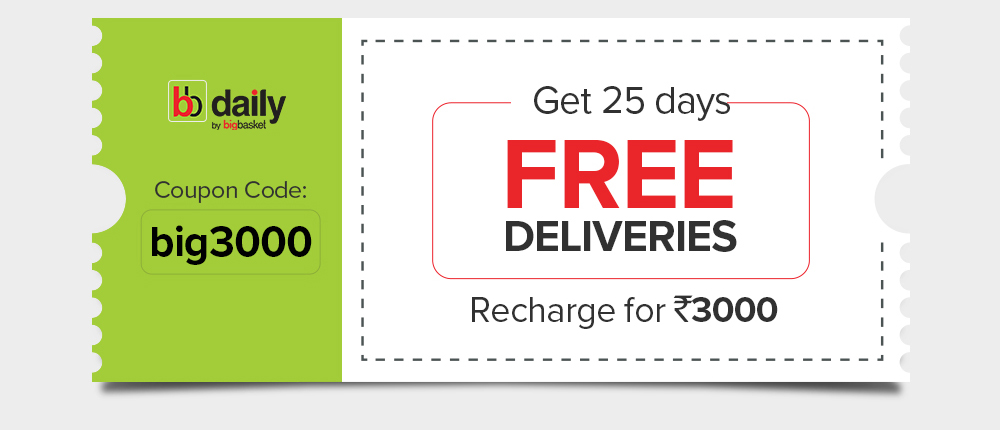 bb daily
by bigbasket
Coupon Code:
big3000
Get 25 days
FREE
DELIVERIES
Recharge for ₹3000